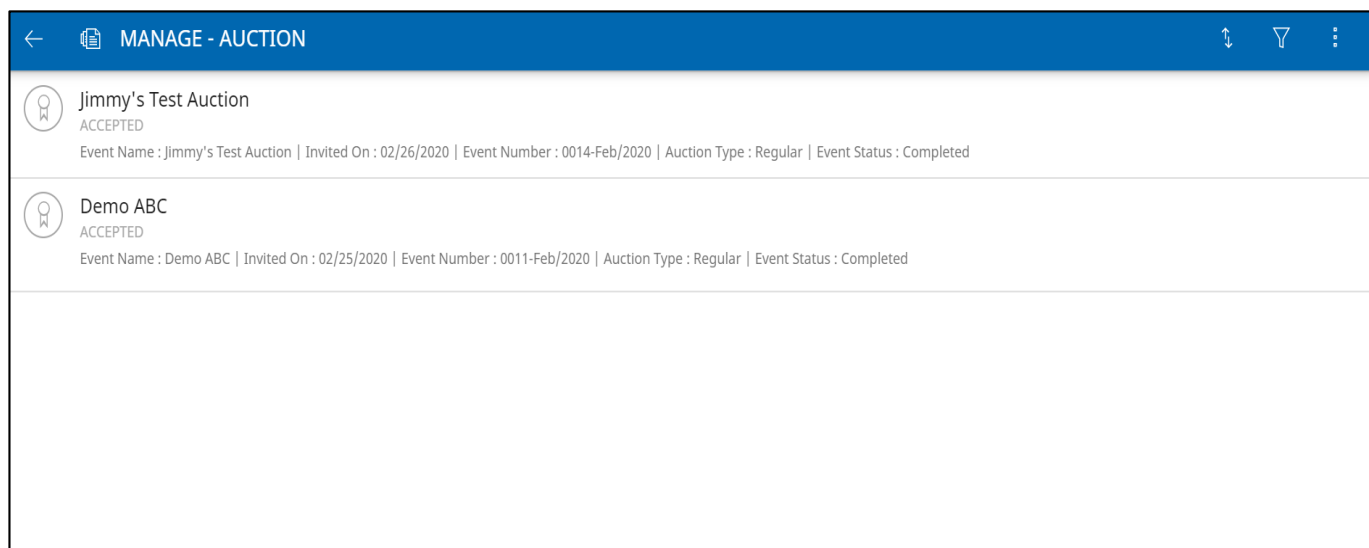 MANAGE - AUCTION
Jimmy's Test Auction
ACCEPTED
Event Name : Jimmy's Test Auction | Invited On : 02/26/2020 | Event Number : 0014-Feb/2020 | Auction Type : Regular | Event Status : Completed
Demo ABC
ACCEPTED
Event Name : Demo ABC | Invited On : 02/25/2020 | Event Number : 0011-Feb/2020 | Auction Type : Regular | Event Status : Completed